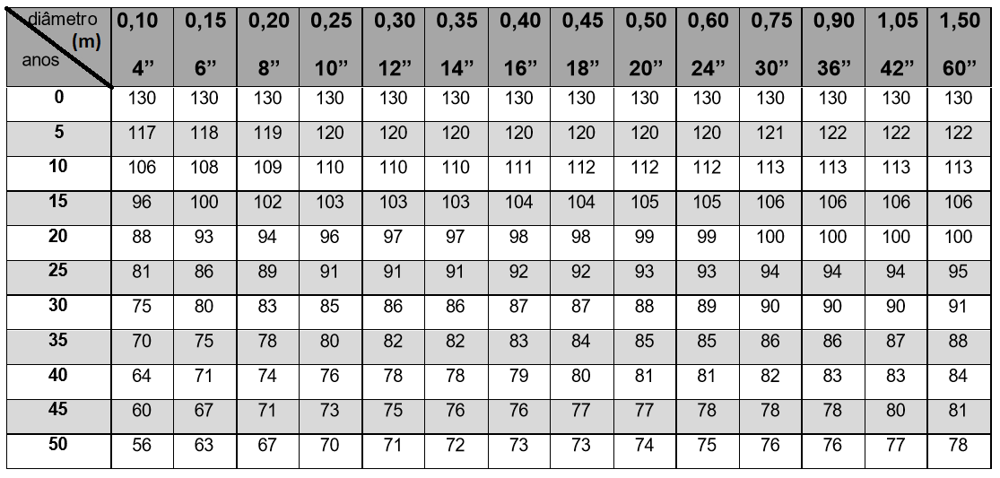 diâmetro (m) anos 0,10 0,15 0,20 0,25 0,30 0,35 0,40 0,45 0,50 0,60 0,75 0,90 1,05 1,50
4” 6” 8” 10” 12” 14” 16” 18” 20” 24” 30” 36” 42” 60”
0 130 130 130 130 130 130 130 130 130 130 130 130 130 130
5 117 118 119 120 120 120 120 120 120 120 121 122 122 122
10 106 108 109 110 110 110 111 112 112 112 113 113 113 113
15 96 100 102 103 103 103 104 104 105 105 106 106 106 106
20 88 93 94 96 97 97 98 98 99 99 100 100 100 100
25 81 86 89 91 91 91 92 92 93 93 94 94 94 95
30 75 80 83 85 86 86 87 87 88 89 90 90 90 91
35 70 75 78 80 82 82 83 84 85 85 86 86 87 88
40 64 71 74 76 78 78 79 80 81 81 82 83 83 84
45 60 67 71 73 75 76 76 77 77 78 78 78 80 81
50 56 63 67 70 71 72 73 73 74 75 76 76 77 78